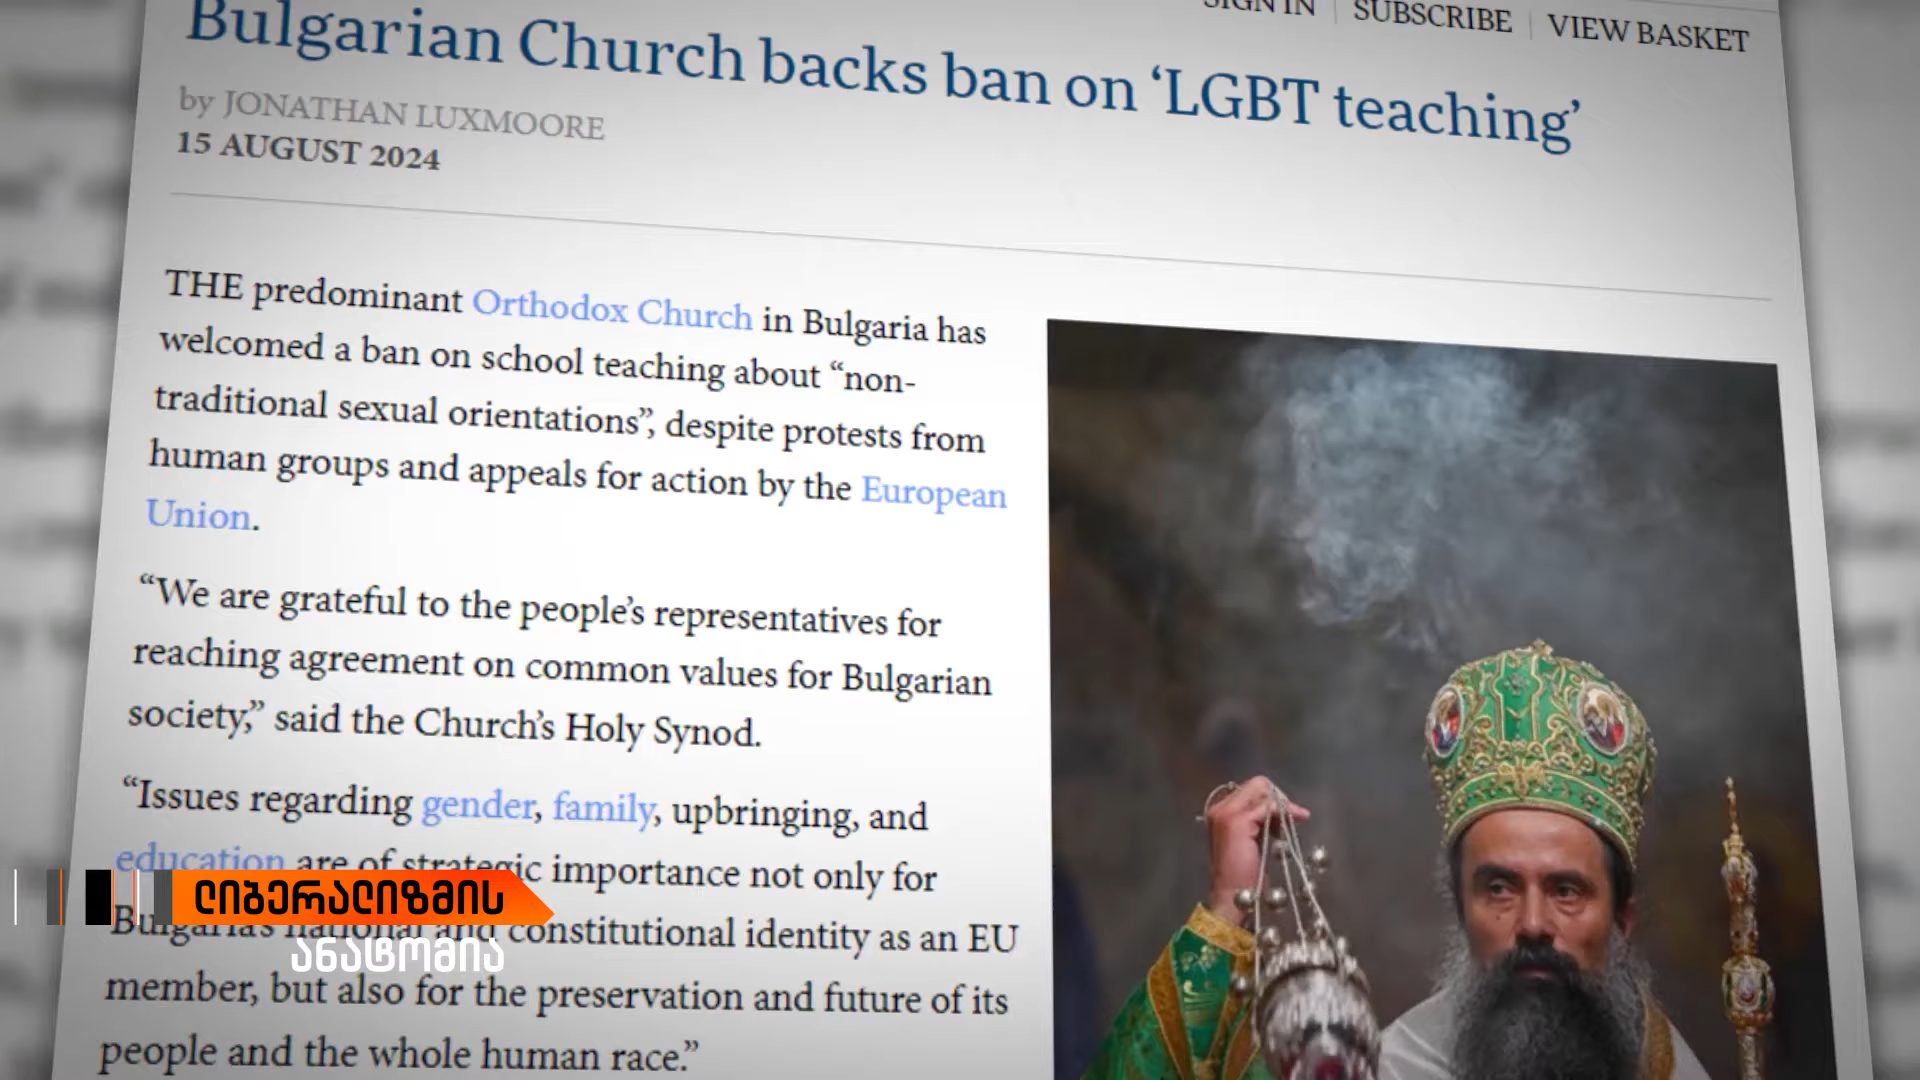 SIGN IN | SUBSCRIBE | VIEW BASKET
Bulgarian Church backs ban on ‘LGBT teaching’
by JONATHAN LUXMOORE
15 AUGUST 2024
THE predominant Orthodox Church in Bulgaria has
welcomed a ban on school teaching about “non-
traditional sexual orientations”, despite protests from
human groups and appeals for action by the European
Union.
“We are grateful to the people’s representatives for
reaching agreement on common values for Bulgarian
society,” said the Church’s Holy Synod.
“Issues regarding gender, family, upbringing, and
education are of strategic importance not only for
Bulgaria’s national and constitutional identity as an EU
member, but also for the preservation and future of its
people and the whole human race.”
ლიბერალიზმის
ანატომია